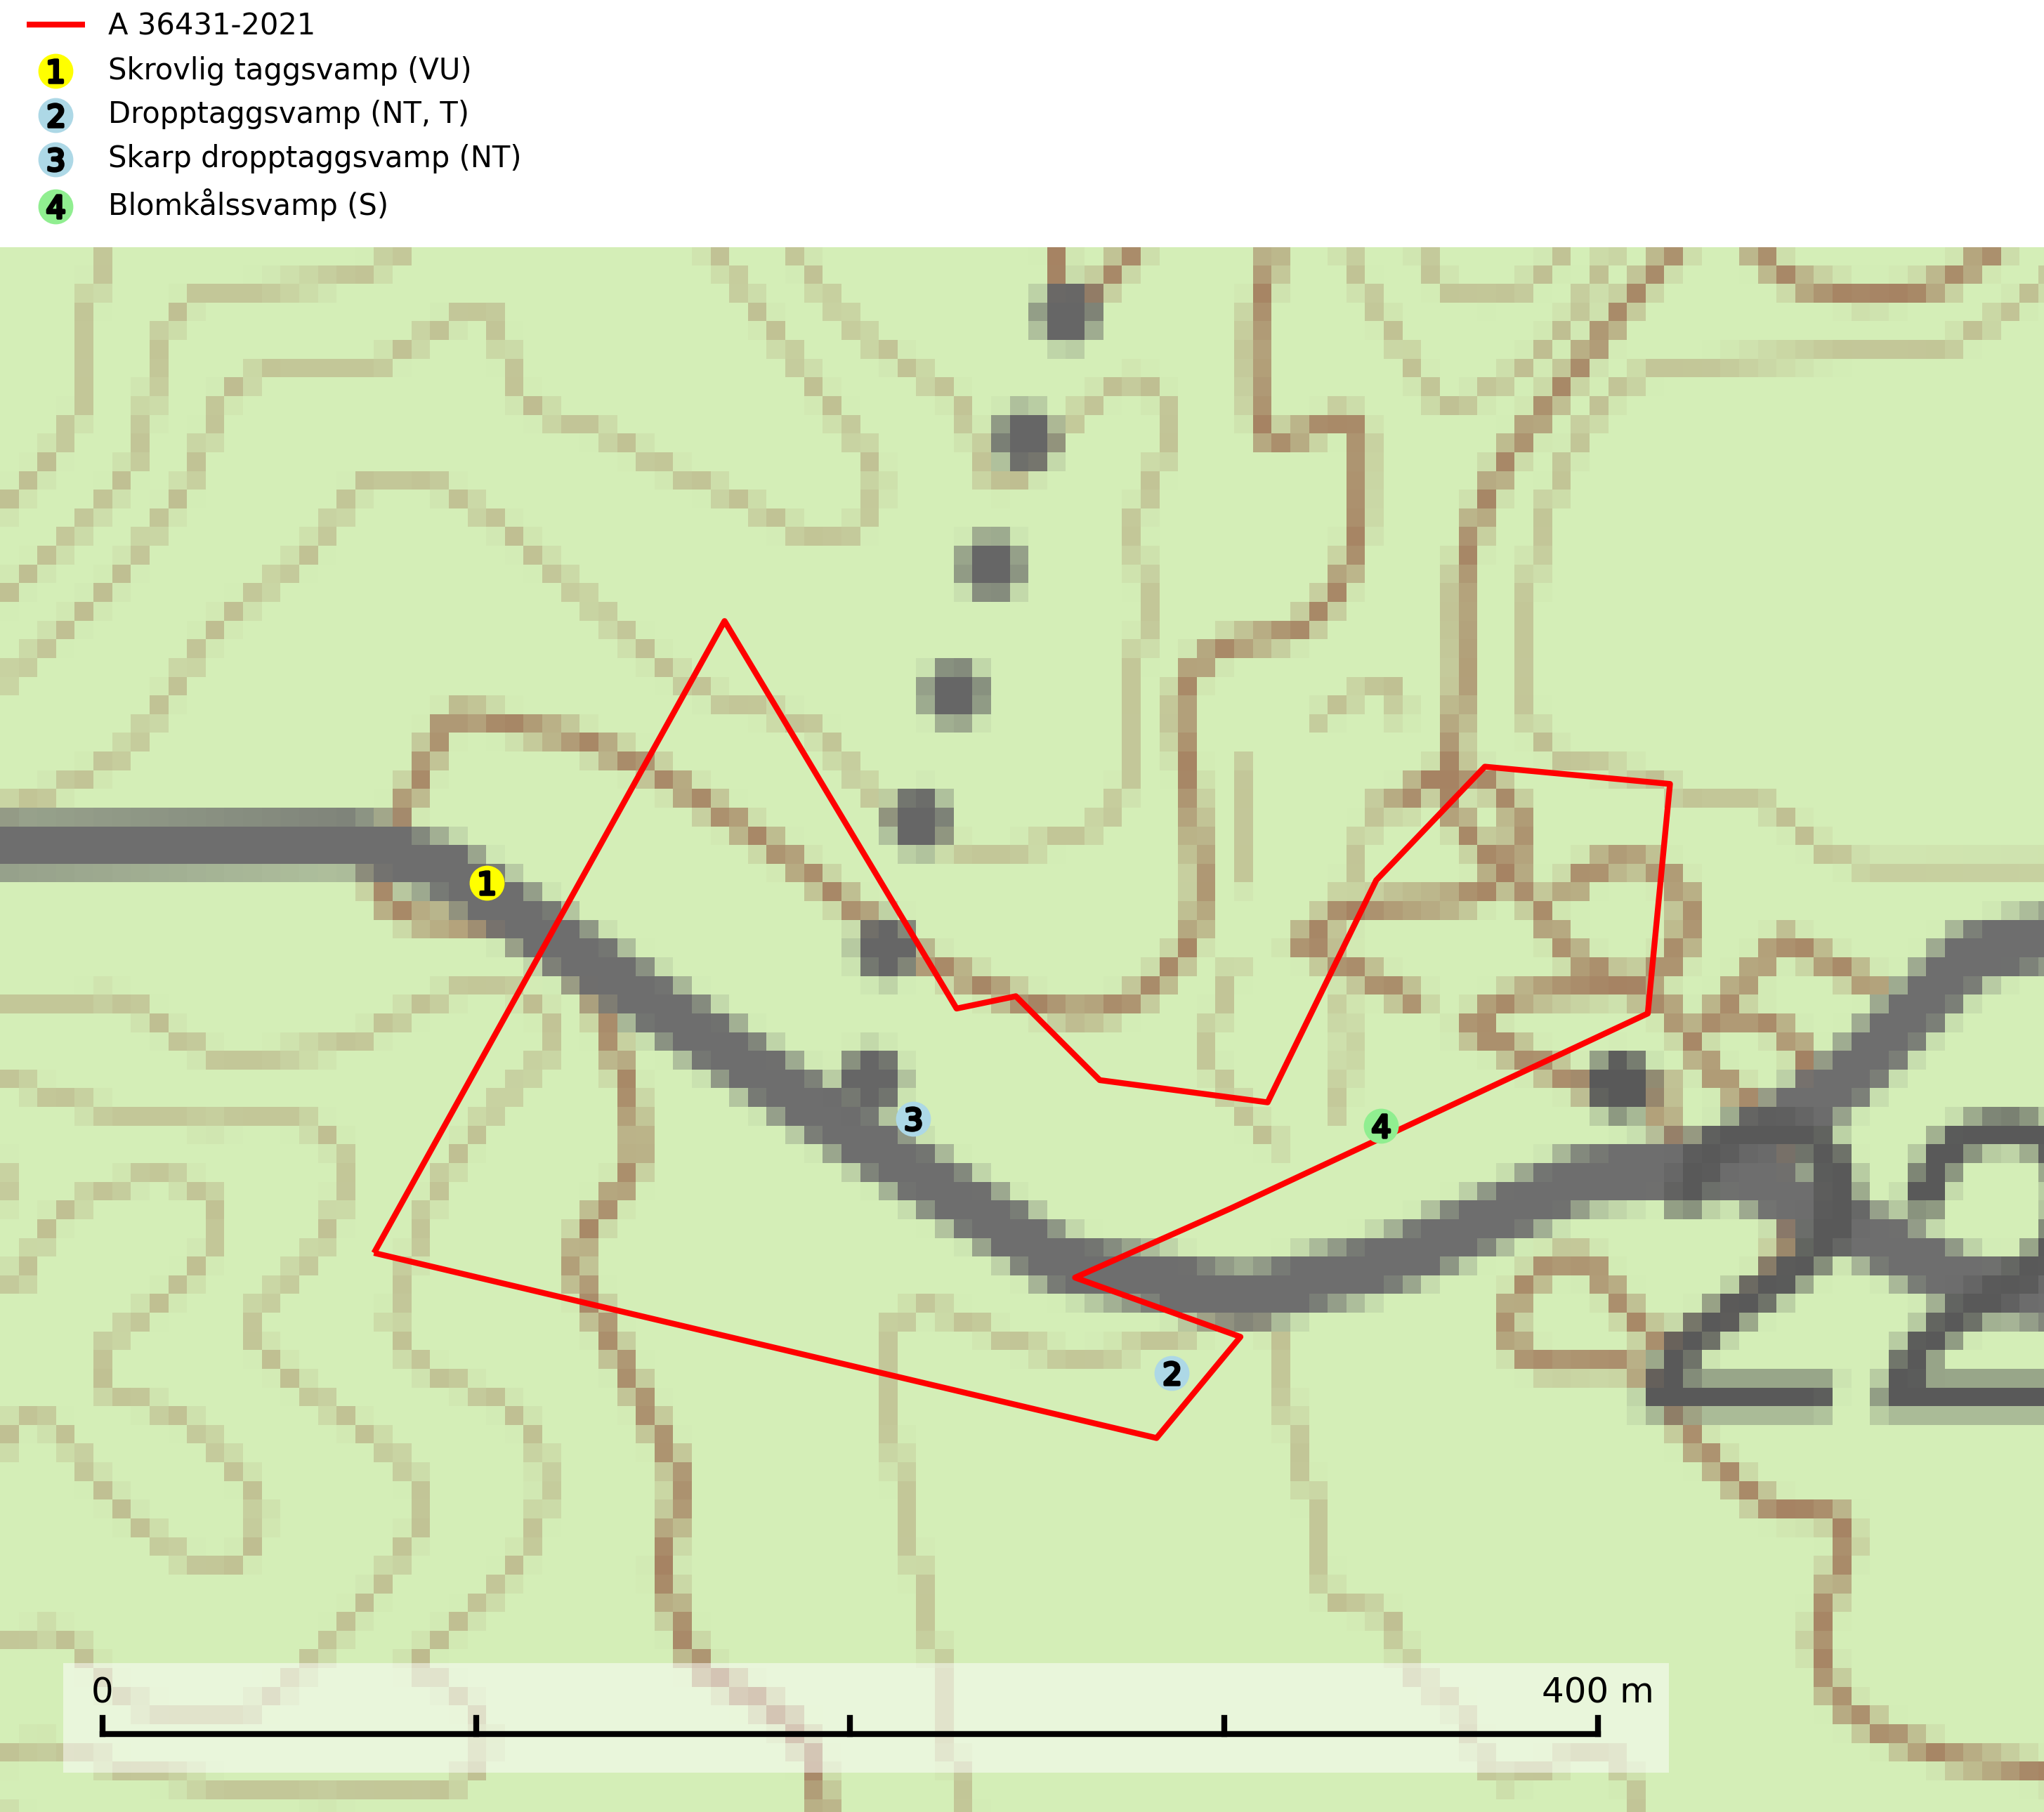 A 36431-2021
1 Skrovlig taggsvamp (VU)
2 Dropptaggsvamp (NT, T)
3 Skarp dropptaggsvamp (NT)
4 Blomkålssvamp (S)
1
3
4
2
0 400 m